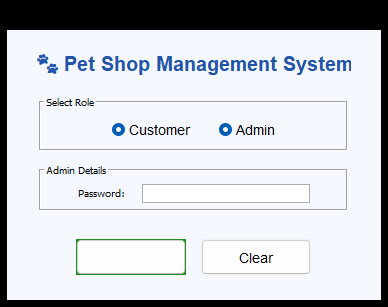 Pet Shop Management System
Select Role
Customer Admin
Admin Details
Password:
Clear